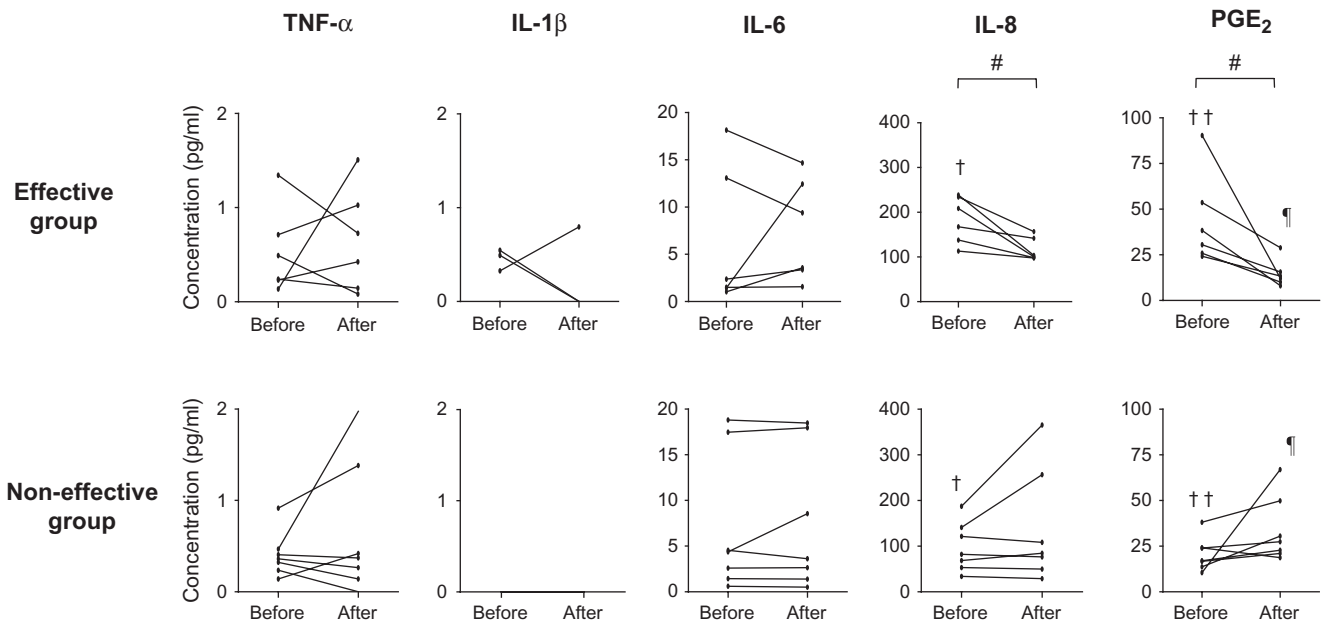 TNF-α IL-1β IL-6 IL-8 PGE₂
# #
Effective
group
Concentration (pg/ml)
2 1 0
Before After
2 1 0
Before After
20 15 10 5 0
Before After
†
400 300 200 100 0
Before After
† †
¶
100 75 50 25 0
Before After
Non-effective
group
Concentration (pg/ml)
2 1 0
Before After
2 1 0
Before After
20 15 10 5 0
Before After
†
400 300 200 100 0
Before After
† †
¶
100 75 50 25 0
Before After